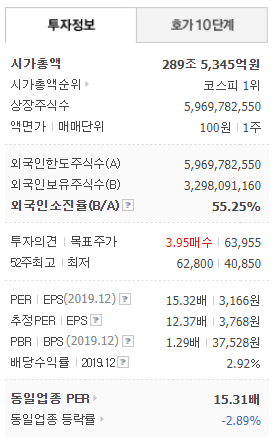 투자정보 호가 10단계
시가총액 289조 5,345억원
시가총액순위 코스피 1위
상장주식수 5,969,782,550
액면가 | 매매단위 100원 | 1주
외국인한도주식수(A) 5,969,782,550
외국인보유주식수(B) 3,298,091,160
외국인소진율(B/A) ? 55.25%
투자의견 | 목표주가 3.95매수 | 63,955
52주최고 | 최저 62,800 | 40,850
PER | EPS(2019.12) ? 15.32배 | 3,166원
추정PER | EPS ? 12.37배 | 3,768원
PBR | BPS (2019.12) ? 1.29배 | 37,528원
배당수익률 | 2019.12 ? 2.92%
동일업종 PER 15.31배
동일업종 등락률 -2.89%